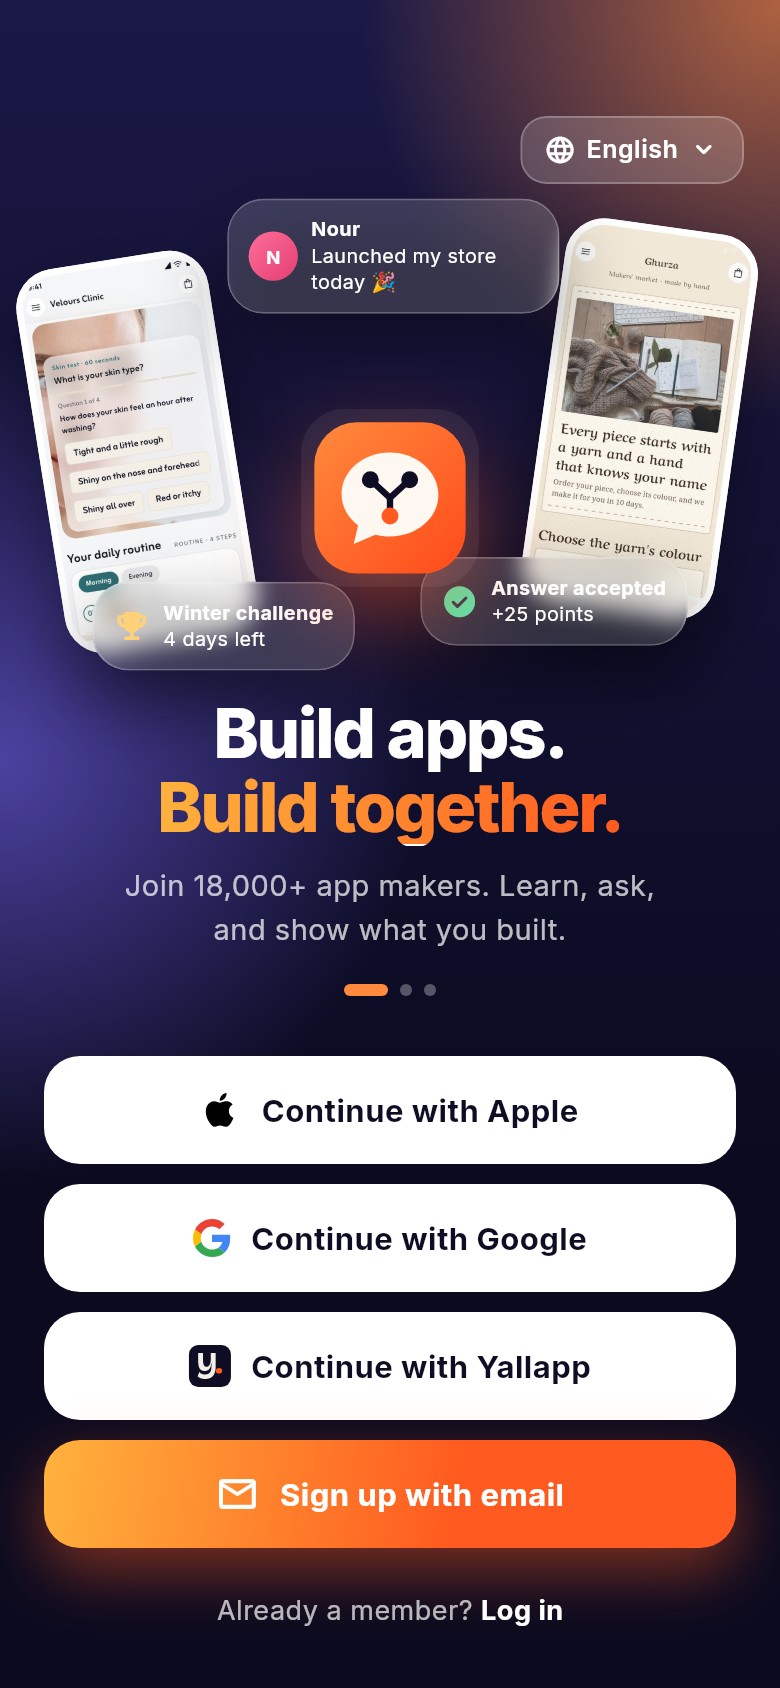 English
Nour
Launched my store
today 🎉
N
Velours Clinic
Skin test · 60 seconds
What is your skin type?
Question 1 of 4
How does your skin feel an hour after
washing?
Tight and a little rough
Shiny on the nose and forehead
Shiny all over
Red or itchy
Your daily routine
ROUTINE · 4 STEPS
Morning
Evening
Ghurza
Makers' market · made by hand
Every piece starts with
a yarn and a hand
that knows your name
Order your piece, choose its colour, and we
make it for you in 10 days.
Choose the yarn's colour
Winter challenge
4 days left
Answer accepted
+25 points
Build apps.
Build together.
Join 18,000+ app makers. Learn, ask,
and show what you built.
Continue with Apple
Continue with Google
y.
Continue with Yallapp
Sign up with email
Already a member? Log in